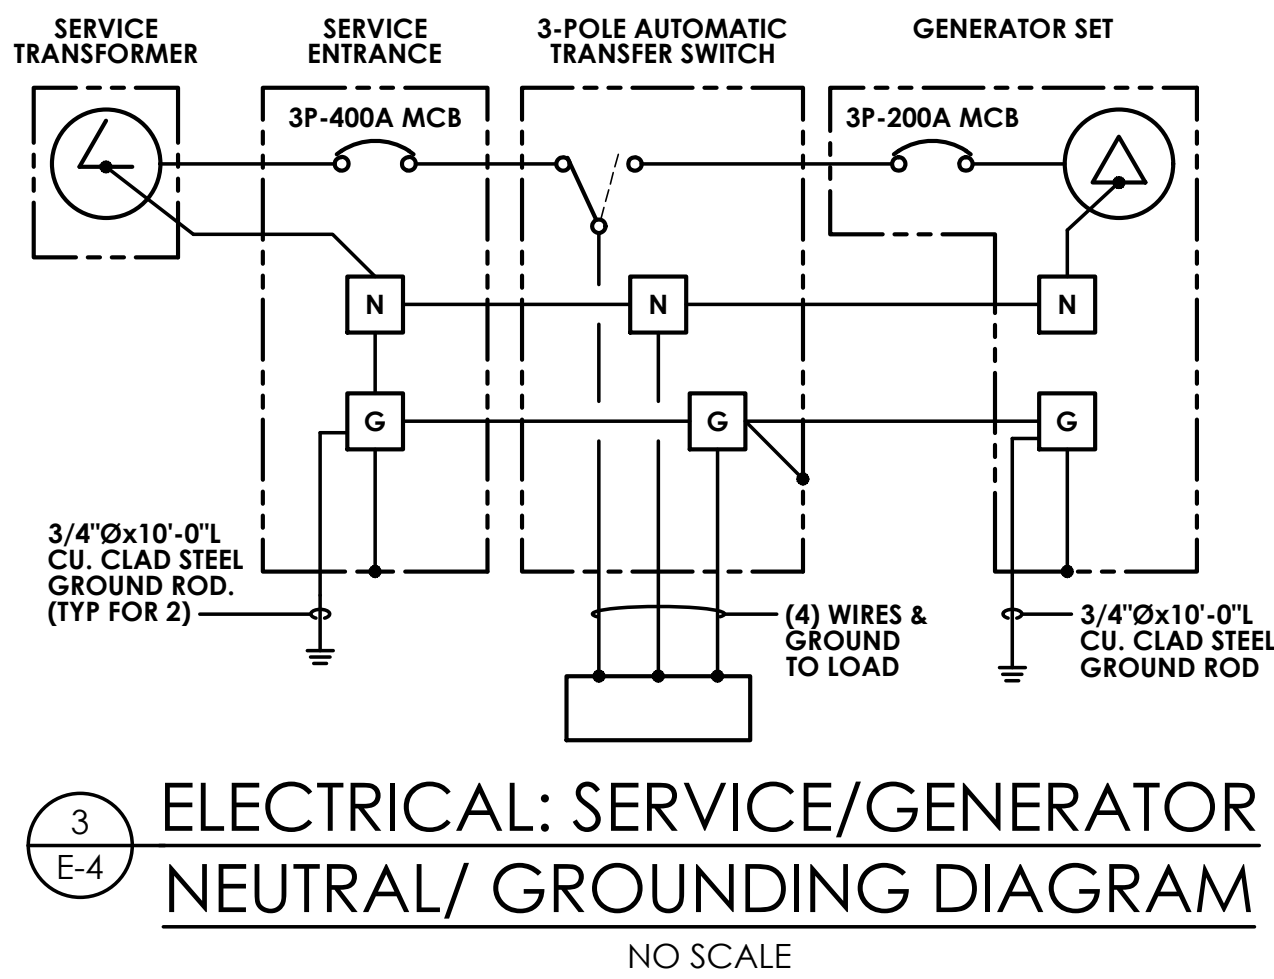 SERVICE
TRANSFORMER
SERVICE
ENTRANCE
3-POLE AUTOMATIC
TRANSFER SWITCH
GENERATOR SET
3P-400A MCB
3P-200A MCB
N
N
N
G
G
G
3/4"Øx10'-0"L
CU. CLAD STEEL
GROUND ROD.
(TYP FOR 2)
(4) WIRES &
GROUND
TO LOAD
3/4"Øx10'-0"L
CU. CLAD STEEL
GROUND ROD
3
E-4
ELECTRICAL: SERVICE/GENERATOR
NEUTRAL/ GROUNDING DIAGRAM
NO SCALE